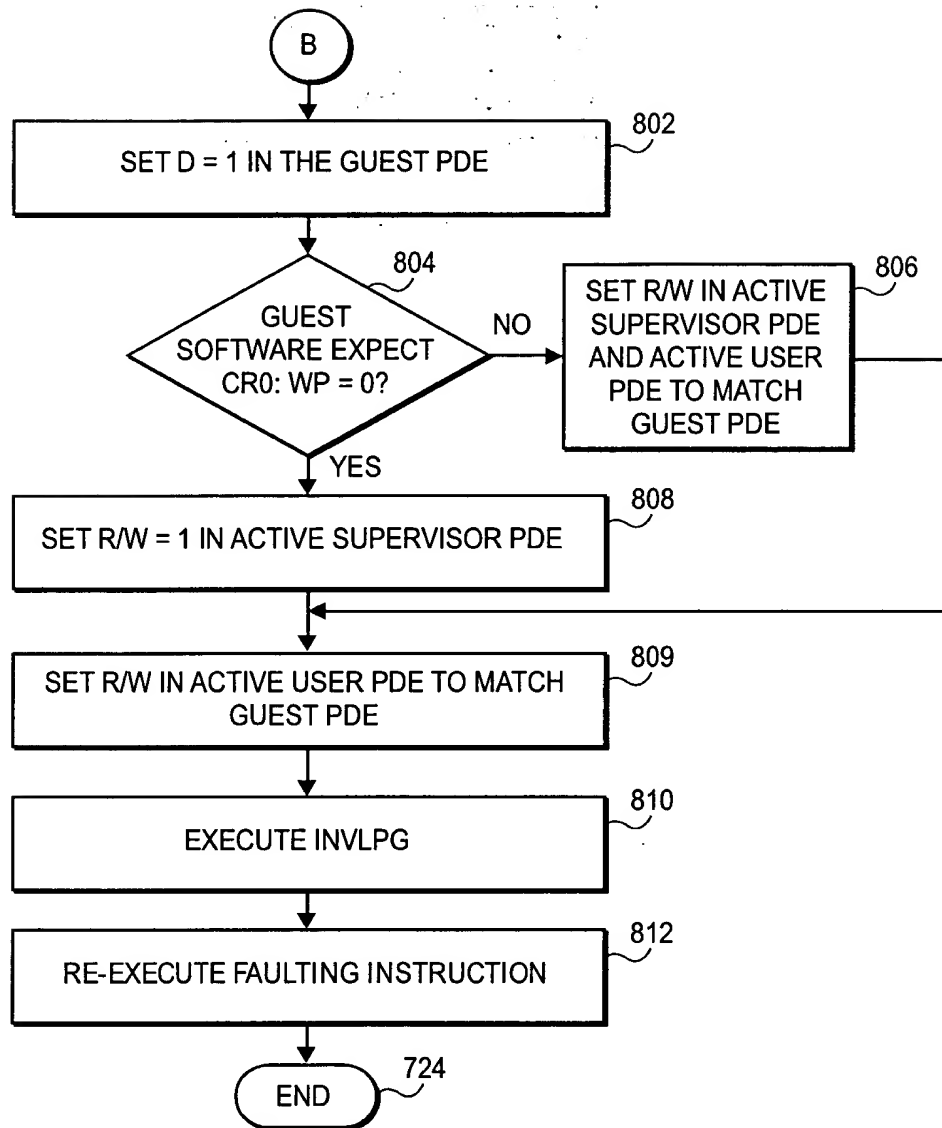 B
802
SET D = 1 IN THE GUEST PDE
804
GUEST
SOFTWARE EXPECT
CR0: WP = 0?
NO
806
SET R/W IN ACTIVE
SUPERVISOR PDE
AND ACTIVE USER
PDE TO MATCH
GUEST PDE
YES
808
SET R/W = 1 IN ACTIVE SUPERVISOR PDE
809
SET R/W IN ACTIVE USER PDE TO MATCH
GUEST PDE
810
EXECUTE INVLPG
812
RE-EXECUTE FAULTING INSTRUCTION
724
END